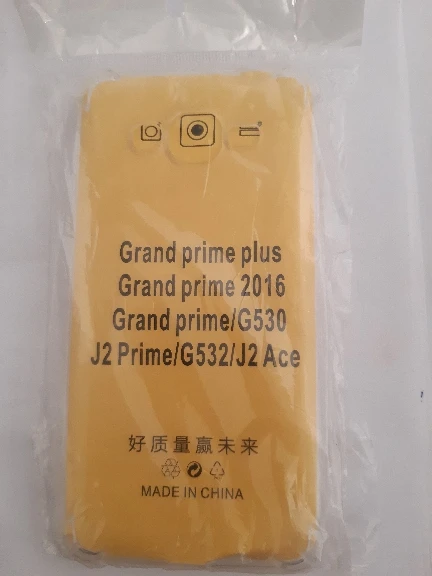 Grand prime plus
Grand prime 2016
Grand prime/G530
J2 Prime/G532/J2 Ace
好质量赢未来
MADE IN CHINA